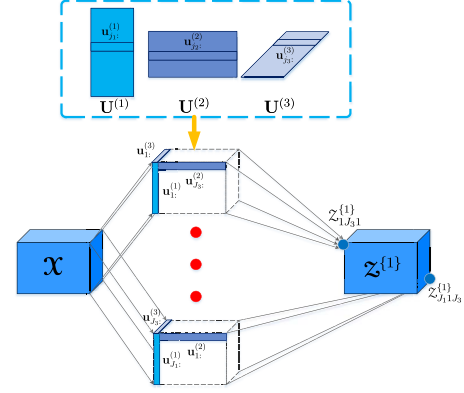 u_{j_1:}^{(1)} u_{j_2:}^{(2)} u_{j_3:}^{(3)}
U^{(1)} U^{(2)} U^{(3)}
u_{1:}^{(3)}
u_{1:}^{(1)} u_{J_3:}^{(2)}
𝒳
𝒵_{1J_31}^{\{1\}}
𝒵^{\{1\}}
𝒵_{J_11J_3}^{\{1\}}
u_{J_3:}^{(3)}
u_{J_1:}^{(1)} u_{1:}^{(2)}